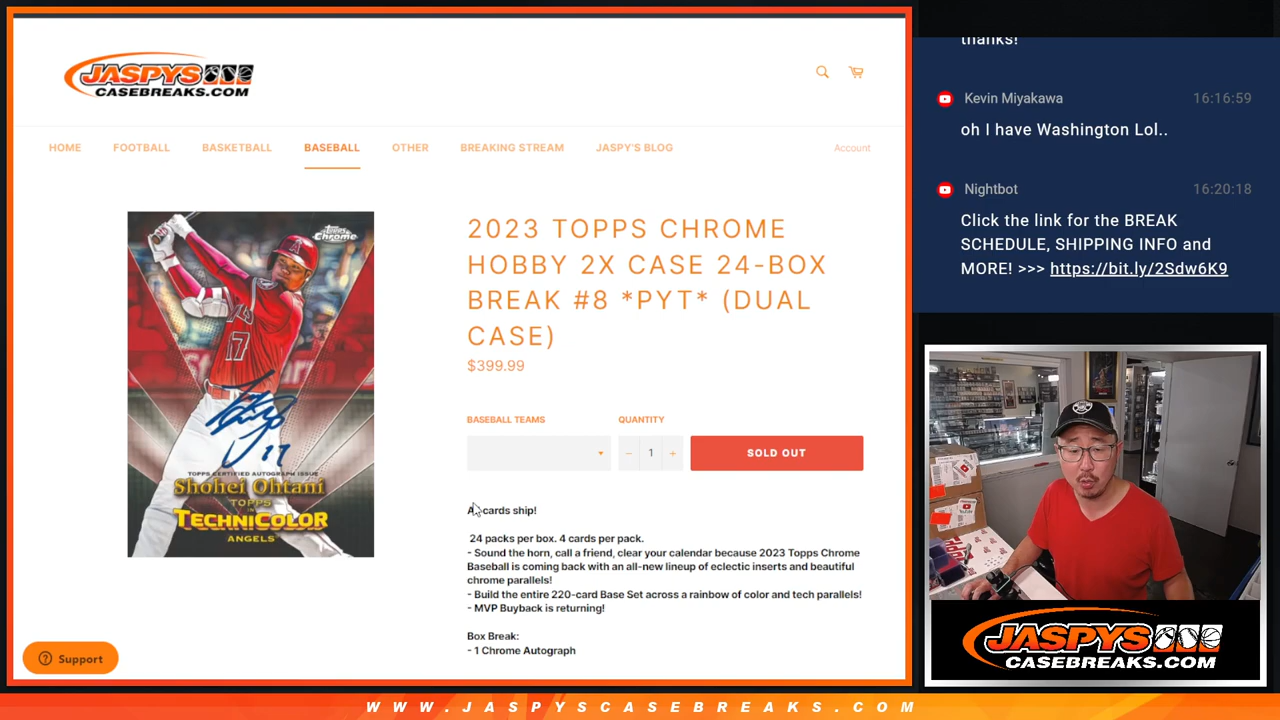 JASPYS
CASEBREAKS.COM
HOME
FOOTBALL
BASKETBALL
BASEBALL
OTHER
BREAKING STREAM
JASPY'S BLOG
Account
Topps
Chrome
A
17
17
TOPPS CERTIFIED AUTOGRAPH ISSUE
Shohei Ohtani
TOPPS
IN
TECHNICOLOR
ANGELS
2023 TOPPS CHROME
HOBBY 2X CASE 24-BOX
BREAK #8 *PYT* (DUAL
CASE)
$399.99
BASEBALL TEAMS
QUANTITY
− 1 +
SOLD OUT
cards ship!
24 packs per box. 4 cards per pack.
- Sound the horn, call a friend, clear your calendar because 2023 Topps Chrome
Baseball is coming back with an all-new lineup of eclectic inserts and beautiful
chrome parallels!
- Build the entire 220-card Base Set across a rainbow of color and tech parallels!
- MVP Buyback is returning!
Box Break:
- 1 Chrome Autograph
Support
thanks!
Kevin Miyakawa 16:16:59
oh I have Washington Lol..
Nightbot 16:20:18
Click the link for the BREAK
SCHEDULE, SHIPPING INFO and
MORE! >>> https://bit.ly/2Sdw6K9
JASPYS
CASEBREAKS.COM
WWW.JASPYSCASEBREAKS.COM